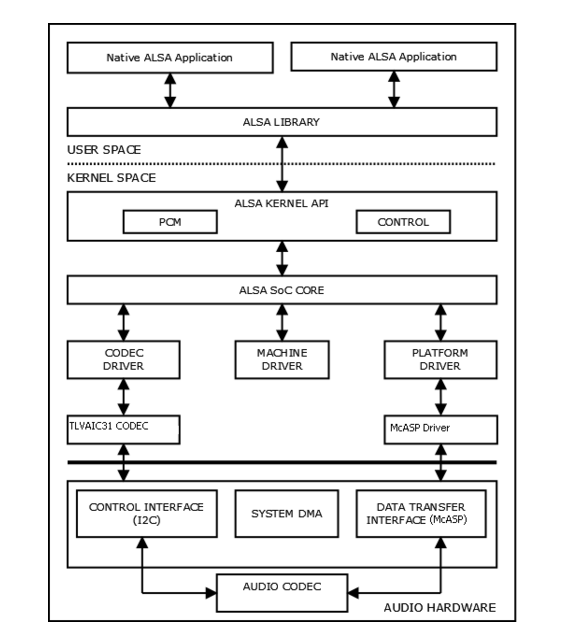 Native ALSA Application
Native ALSA Application
ALSA LIBRARY
USER SPACE
KERNEL SPACE
ALSA KERNEL API
PCM
CONTROL
ALSA SoC CORE
CODEC
DRIVER
MACHINE
DRIVER
PLATFORM
DRIVER
TLVAIC31 CODEC
McASP Driver
CONTROL INTERFACE
(I2C)
SYSTEM DMA
DATA TRANSFER
INTERFACE (McASP)
AUDIO CODEC
AUDIO HARDWARE